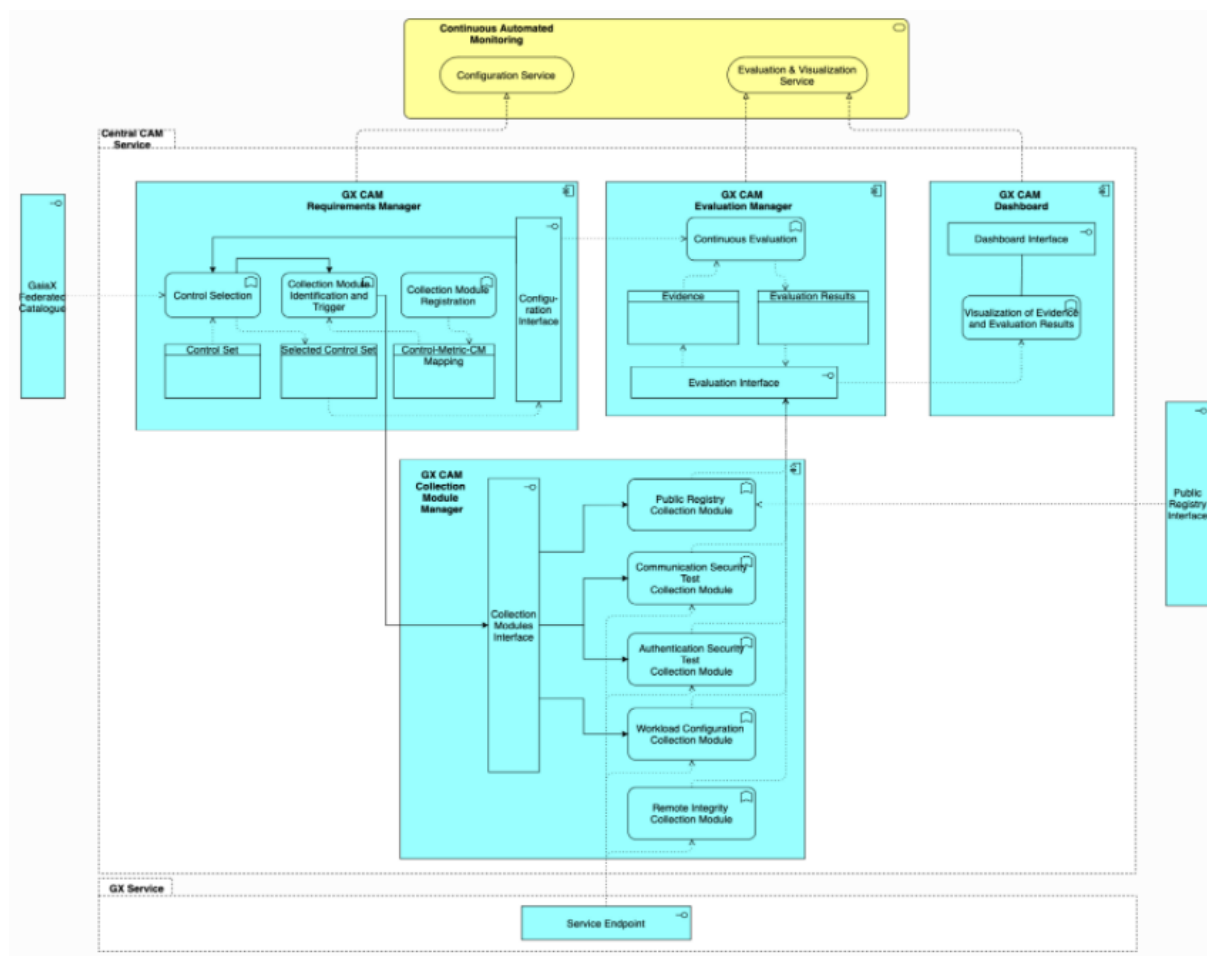 Continuous Automated
Monitoring
Configuration Service
Evaluation & Visualization
Service
Central CAM
Service
GX CAM
Requirements Manager
GX CAM
Evaluation Manager
GX CAM
Dashboard
GaiaX
Federated
Catalogue
Control Selection
Collection Module
Identification and
Trigger
Collection Module
Registration
Configu-
ration
Interface
Control Set
Selected Control Set
Control-Metric-CM
Mapping
Continuous Evaluation
Evidence
Evaluation Results
Evaluation Interface
Dashboard Interface
Visualization of Evidence
and Evaluation Results
GX CAM
Collection
Module
Manager
Collection
Modules
Interface
Public Registry
Collection Module
Communication Security
Test
Collection Module
Authentication Security
Test
Collection Module
Workload Configuration
Collection Module
Remote Integrity
Collection Module
Public
Registry
Interface
GX Service
Service Endpoint